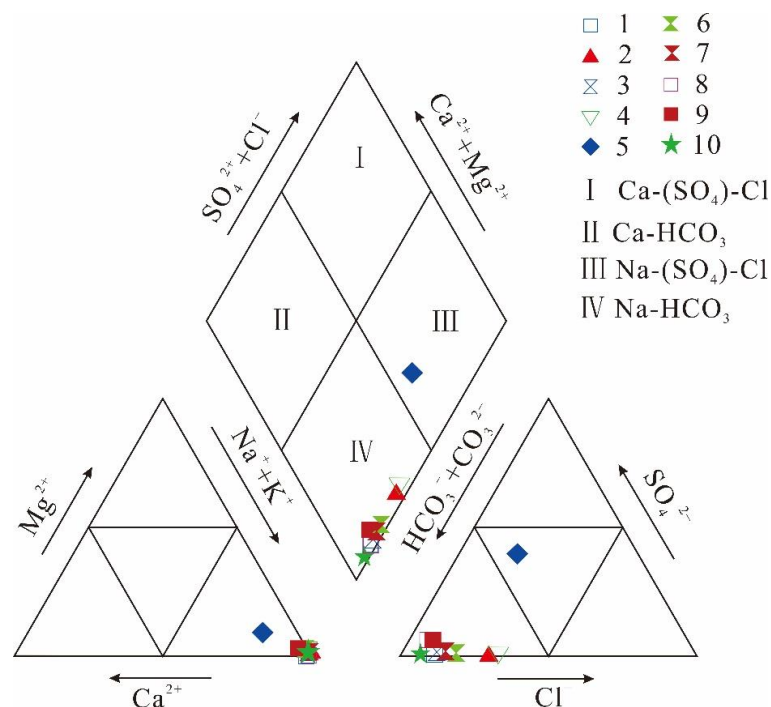 1 6
2 7
3 8
4 9
5 10
I Ca-(SO₄)-Cl
II Ca-HCO₃
III Na-(SO₄)-Cl
IV Na-HCO₃
SO₄²⁺+Cl⁻
Ca²⁺+Mg²⁺
I
II
III
IV
Mg²⁺
Na⁺+K⁺
HCO₃⁻+CO₃²⁻
SO₄²⁻
Ca²⁺
Cl⁻